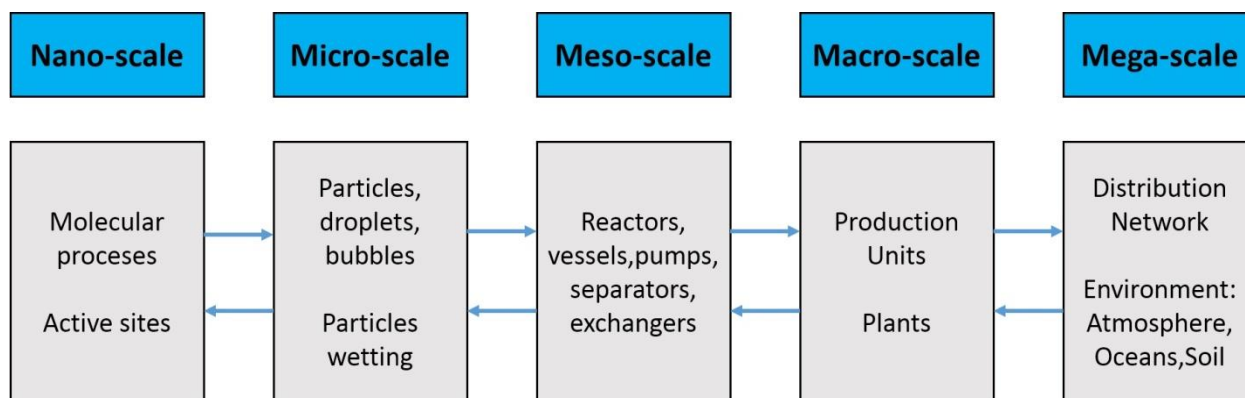 Nano-scale
Micro-scale
Meso-scale
Macro-scale
Mega-scale
Molecular
proceses
Active sites
Particles,
droplets,
bubbles
Particles
wetting
Reactors,
vessels,pumps,
separators,
exchangers
Production
Units
Plants
Distribution
Network
Environment:
Atmosphere,
Oceans,Soil